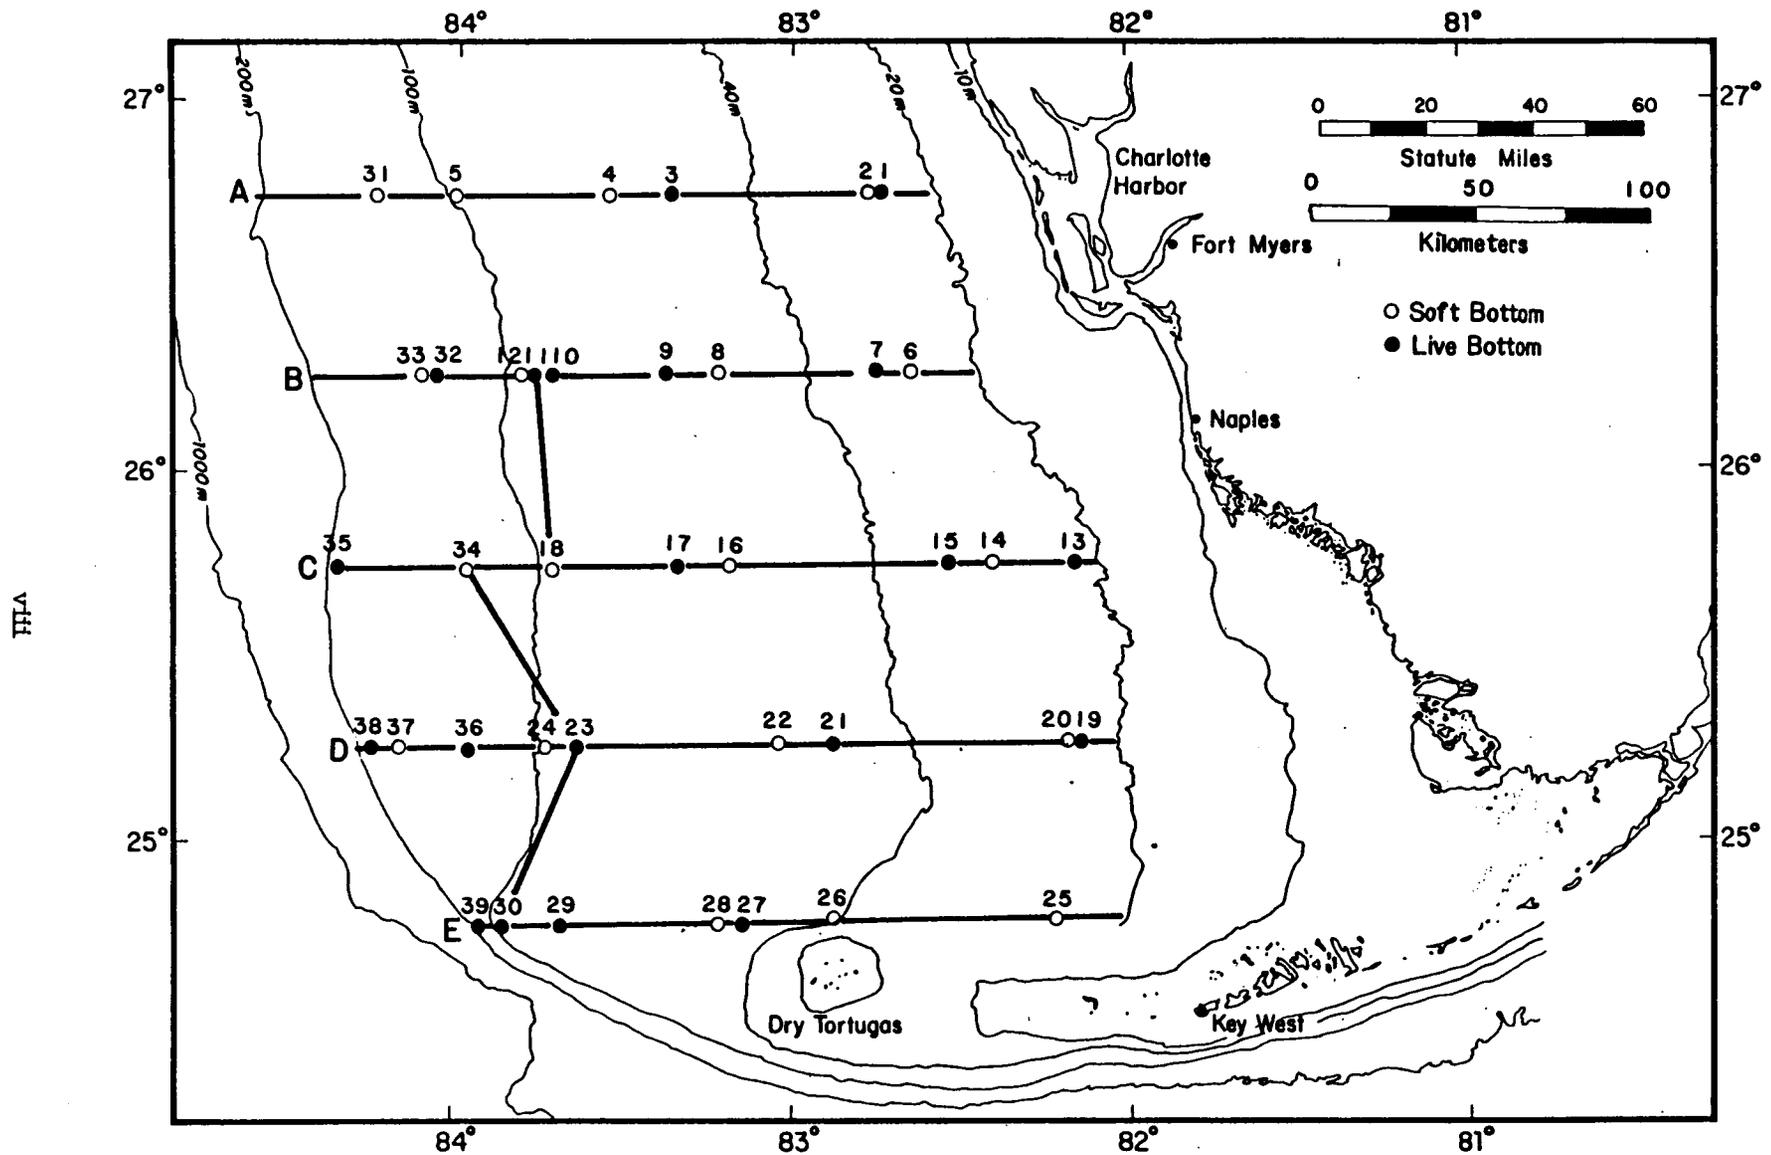 84° 83° 82° 81°
200m 100m 40m 20m 10m
27° 27°
0 20 40 60
Statute Miles
0 50 100
Kilometers
Charlotte
Harbor
A 31 5 4 3 2 1
Fort Myers
Soft Bottom
Live Bottom
B 33 32 12 11 10 9 8 7 6
Naples
1000m
26° 26°
C 35 34 18 17 16 15 14 13
viii
D 38 37 36 24 23 22 21 20 19
25° 25°
E 39 30 29 28 27 26 25
Dry Tortugas
Key West
84° 83° 82° 81°